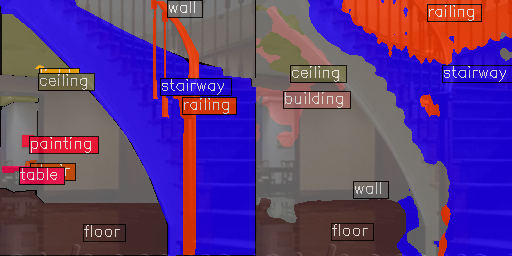 wall
ceiling
stairway
railing
painting
table
floor
railing
ceiling
stairway
building
wall
floor